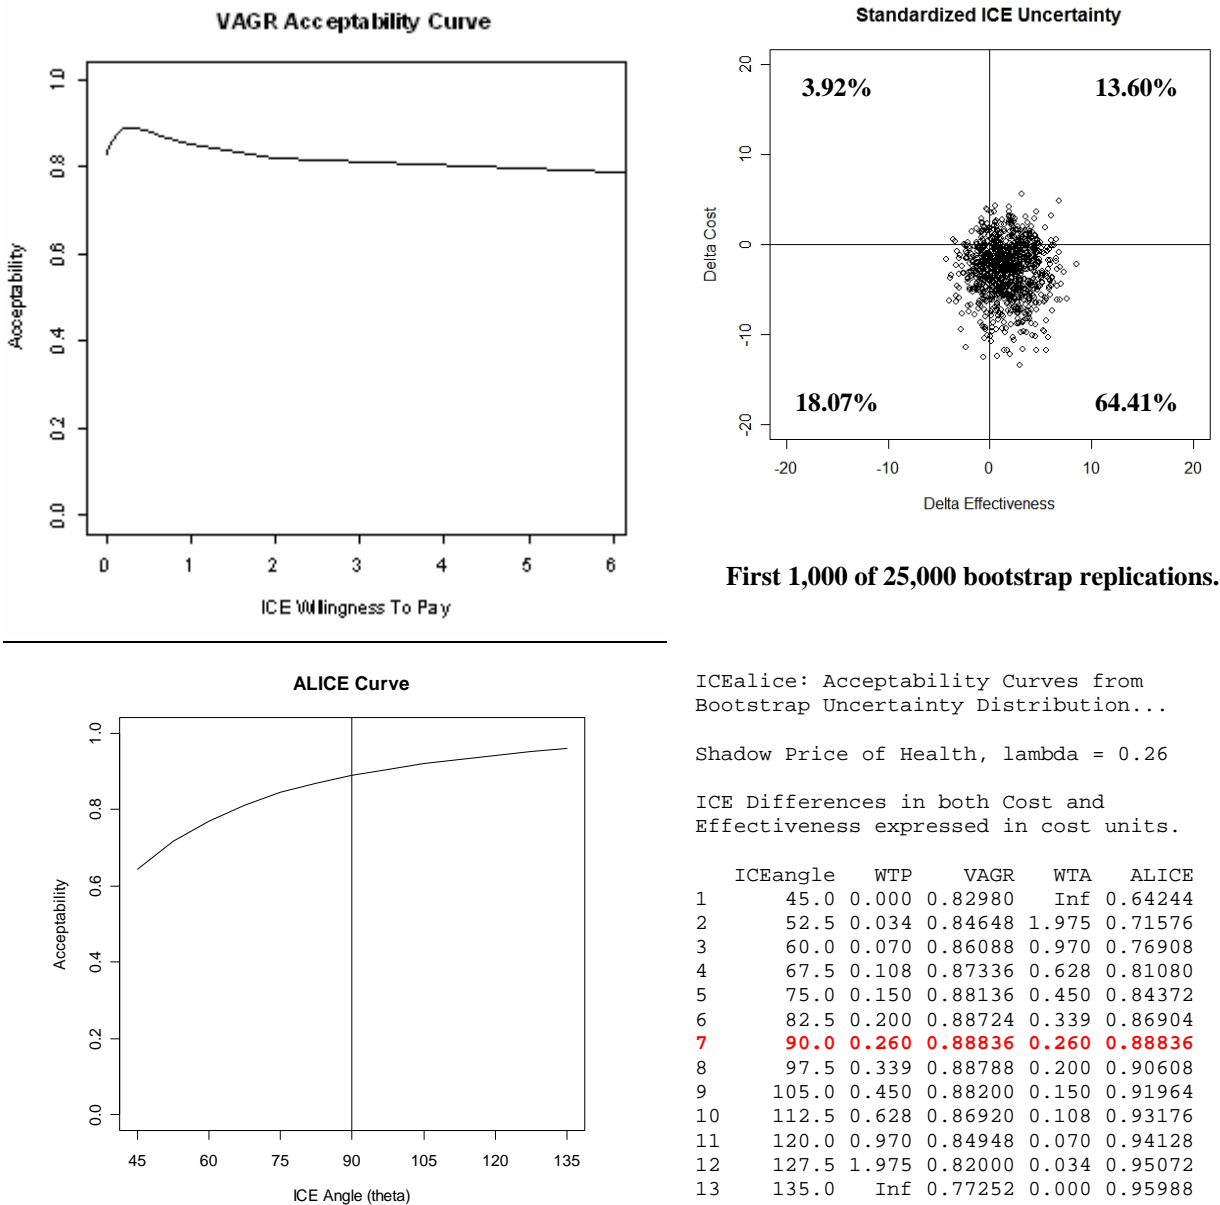 VAGR Acceptability Curve
1.0
0.8
0.6
0.4
0.2
0.0
Acceptability
0 1 2 3 4 5 6
ICE Willingness To Pay
Standardized ICE Uncertainty
20
10
0
-10
-20
Delta Cost
3.92% 13.60%
18.07% 64.41%
-20 -10 0 10 20
Delta Effectiveness
First 1,000 of 25,000 bootstrap replications.
ALICE Curve
1.0
0.8
0.6
0.4
0.2
0.0
Acceptability
45 60 75 90 105 120 135
ICE Angle (theta)
ICEalice: Acceptability Curves from
Bootstrap Uncertainty Distribution...
Shadow Price of Health, lambda = 0.26
ICE Differences in both Cost and
Effectiveness expressed in cost units.
ICEangle WTP VAGR WTA ALICE
1 45.0 0.000 0.82980 Inf 0.64244
2 52.5 0.034 0.84648 1.975 0.71576
3 60.0 0.070 0.86088 0.970 0.76908
4 67.5 0.108 0.87336 0.628 0.81080
5 75.0 0.150 0.88136 0.450 0.84372
6 82.5 0.200 0.88724 0.339 0.86904
7 90.0 0.260 0.88836 0.260 0.88836
8 97.5 0.339 0.88788 0.200 0.90608
9 105.0 0.450 0.88200 0.150 0.91964
10 112.5 0.628 0.86920 0.108 0.93176
11 120.0 0.970 0.84948 0.070 0.94128
12 127.5 1.975 0.82000 0.034 0.95072
13 135.0 Inf 0.77252 0.000 0.95988